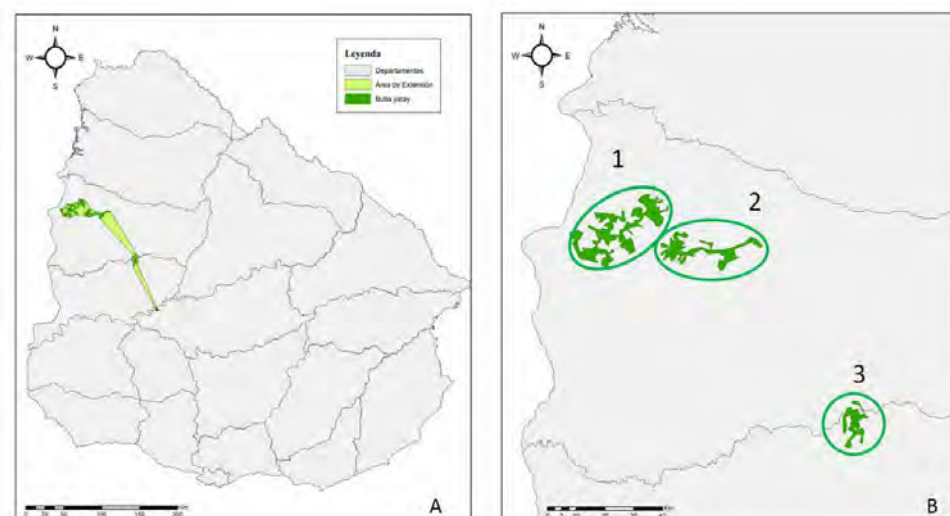 N
W E
S
Leyenda
Departamentos
Área de Extensión
Butia yatay
A
N
W E
S
1
2
3
B